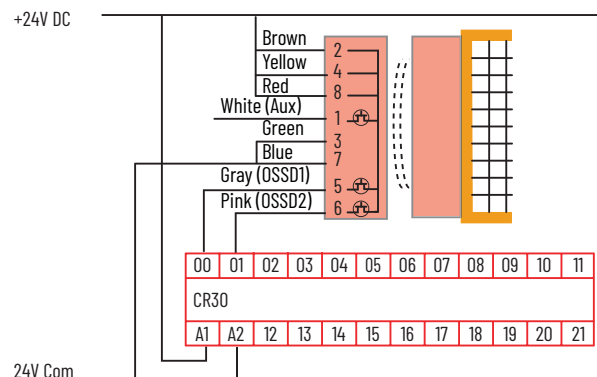 +24V DC
Brown
2
Yellow
4
Red
8
White (Aux)
1
Green
3
Blue
7
Gray (OSSD1)
5
Pink (OSSD2)
6
00 01 02 03 04 05 06 07 08 09 10 11
CR30
A1 A2 12 13 14 15 16 17 18 19 20 21
24V Com